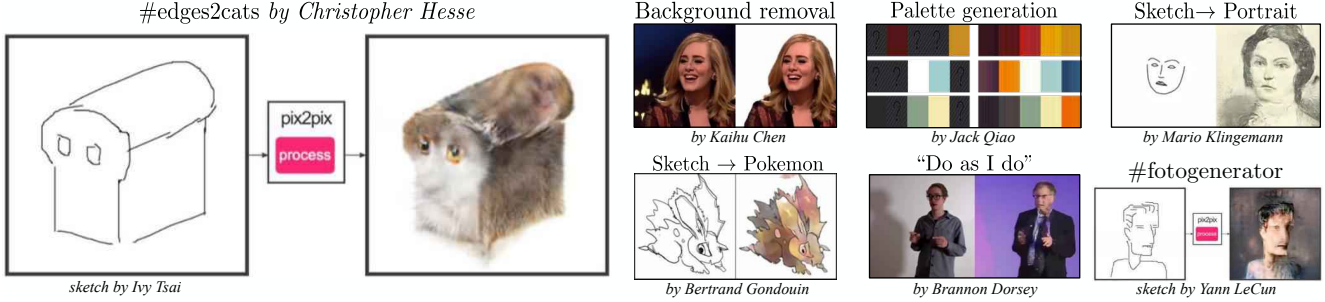 #edges2cats by Christopher Hesse
pix2pix
process
sketch by Ivy Tsai
Background removal
by Kaihu Chen
Palette generation
? ? ?
? ? ?
? ?
by Jack Qiao
Sketch→ Portrait
by Mario Klingemann
Sketch → Pokemon
by Bertrand Gondouin
“Do as I do”
by Brannon Dorsey
#fotogenerator
pix2pix
process
sketch by Yann LeCun